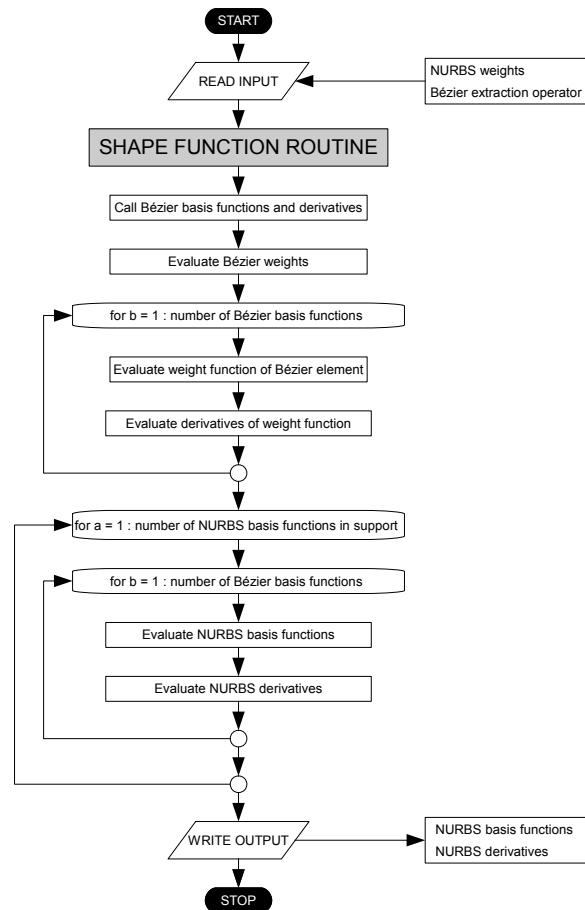 START
READ INPUT
NURBS weights
Bézier extraction operator
SHAPE FUNCTION ROUTINE
Call Bézier basis functions and derivatives
Evaluate Bézier weights
for b = 1 : number of Bézier basis functions
Evaluate weight function of Bézier element
Evaluate derivatives of weight function
for a = 1 : number of NURBS basis functions in support
for b = 1 : number of Bézier basis functions
Evaluate NURBS basis functions
Evaluate NURBS derivatives
WRITE OUTPUT
NURBS basis functions
NURBS derivatives
STOP